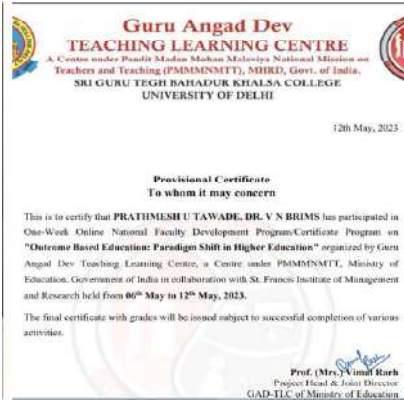 Guru Angad Dev
TEACHING LEARNING CENTRE
A Centre under Pandit Madan Mohan Malaviya National Mission on
Teachers and Teaching (PMMMNMTT), MHRD, Govt. of India.
SRI GURU TEGH BAHADUR KHALSA COLLEGE
UNIVERSITY OF DELHI
12th May, 2023
Provisional Certificate
To whom it may concern
This is to certify that PRATHMESH U TAWADE, DR. V N BRIMS has participated in
One-Week Online National Faculty Development Program/Certificate Program on
"Outcome Based Education: Paradigm Shift in Higher Education" organized by Guru
Angad Dev Teaching Learning Centre, a Centre under PMMMNMTT, Ministry of
Education, Government of India in collaboration with St. Francis Institute of Management
and Research held from 06th May to 12th May, 2023.
The final certificate with grades will be issued subject to successful completion of various
activities.
Prof. (Mrs.) Vimal Rarh
Project Head & Joint Director
GAD-TLC of Ministry of Education